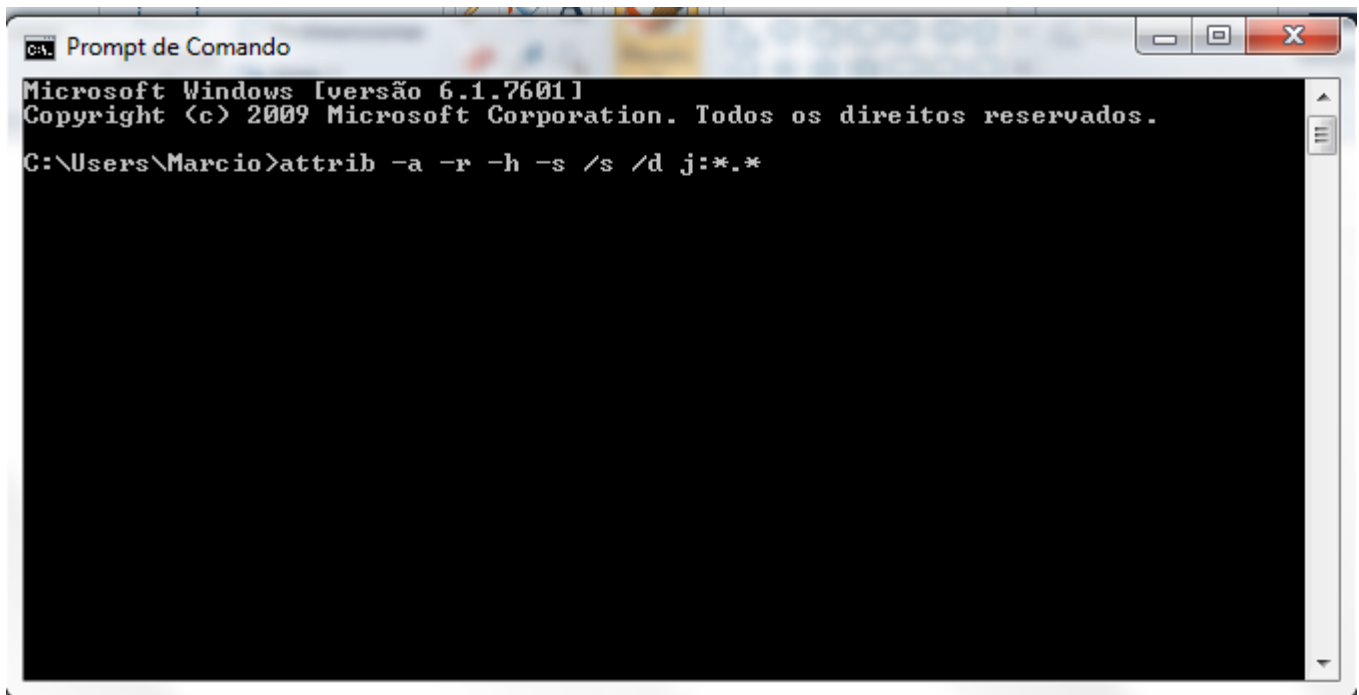 Prompt de Comando
Microsoft Windows [versão 6.1.7601]
Copyright (c) 2009 Microsoft Corporation. Todos os direitos reservados.
C:\Users\Marcio>attrib -a -r -h -s /s /d j:*.*